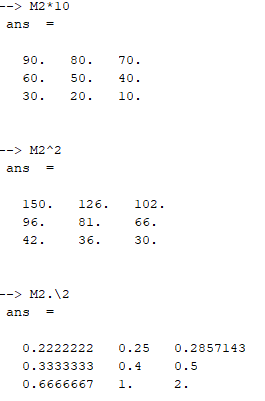 --> M2*10
ans  =
90.   80.   70.
60.   50.   40.
30.   20.   10.
--> M2^2
ans  =
150.   126.   102.
96.    81.    66.
42.    36.    30.
--> M2.\2
ans  =
0.2222222   0.25   0.2857143
0.3333333   0.4    0.5
0.6666667   1.     2.